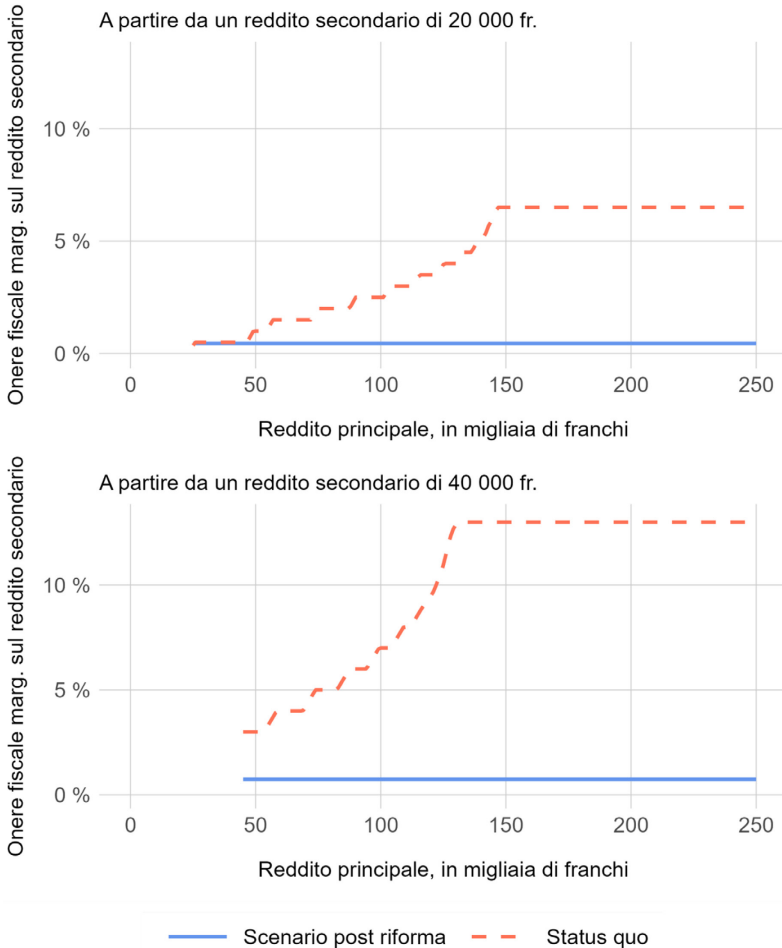 A partire da un reddito secondario di 20 000 fr.
Onere fiscale marg. sul reddito secondario
10 %
5 %
0 %
0 50 100 150 200 250
Reddito principale, in migliaia di franchi
A partire da un reddito secondario di 40 000 fr.
Onere fiscale marg. sul reddito secondario
10 %
5 %
0 %
0 50 100 150 200 250
Reddito principale, in migliaia di franchi
Scenario post riforma Status quo